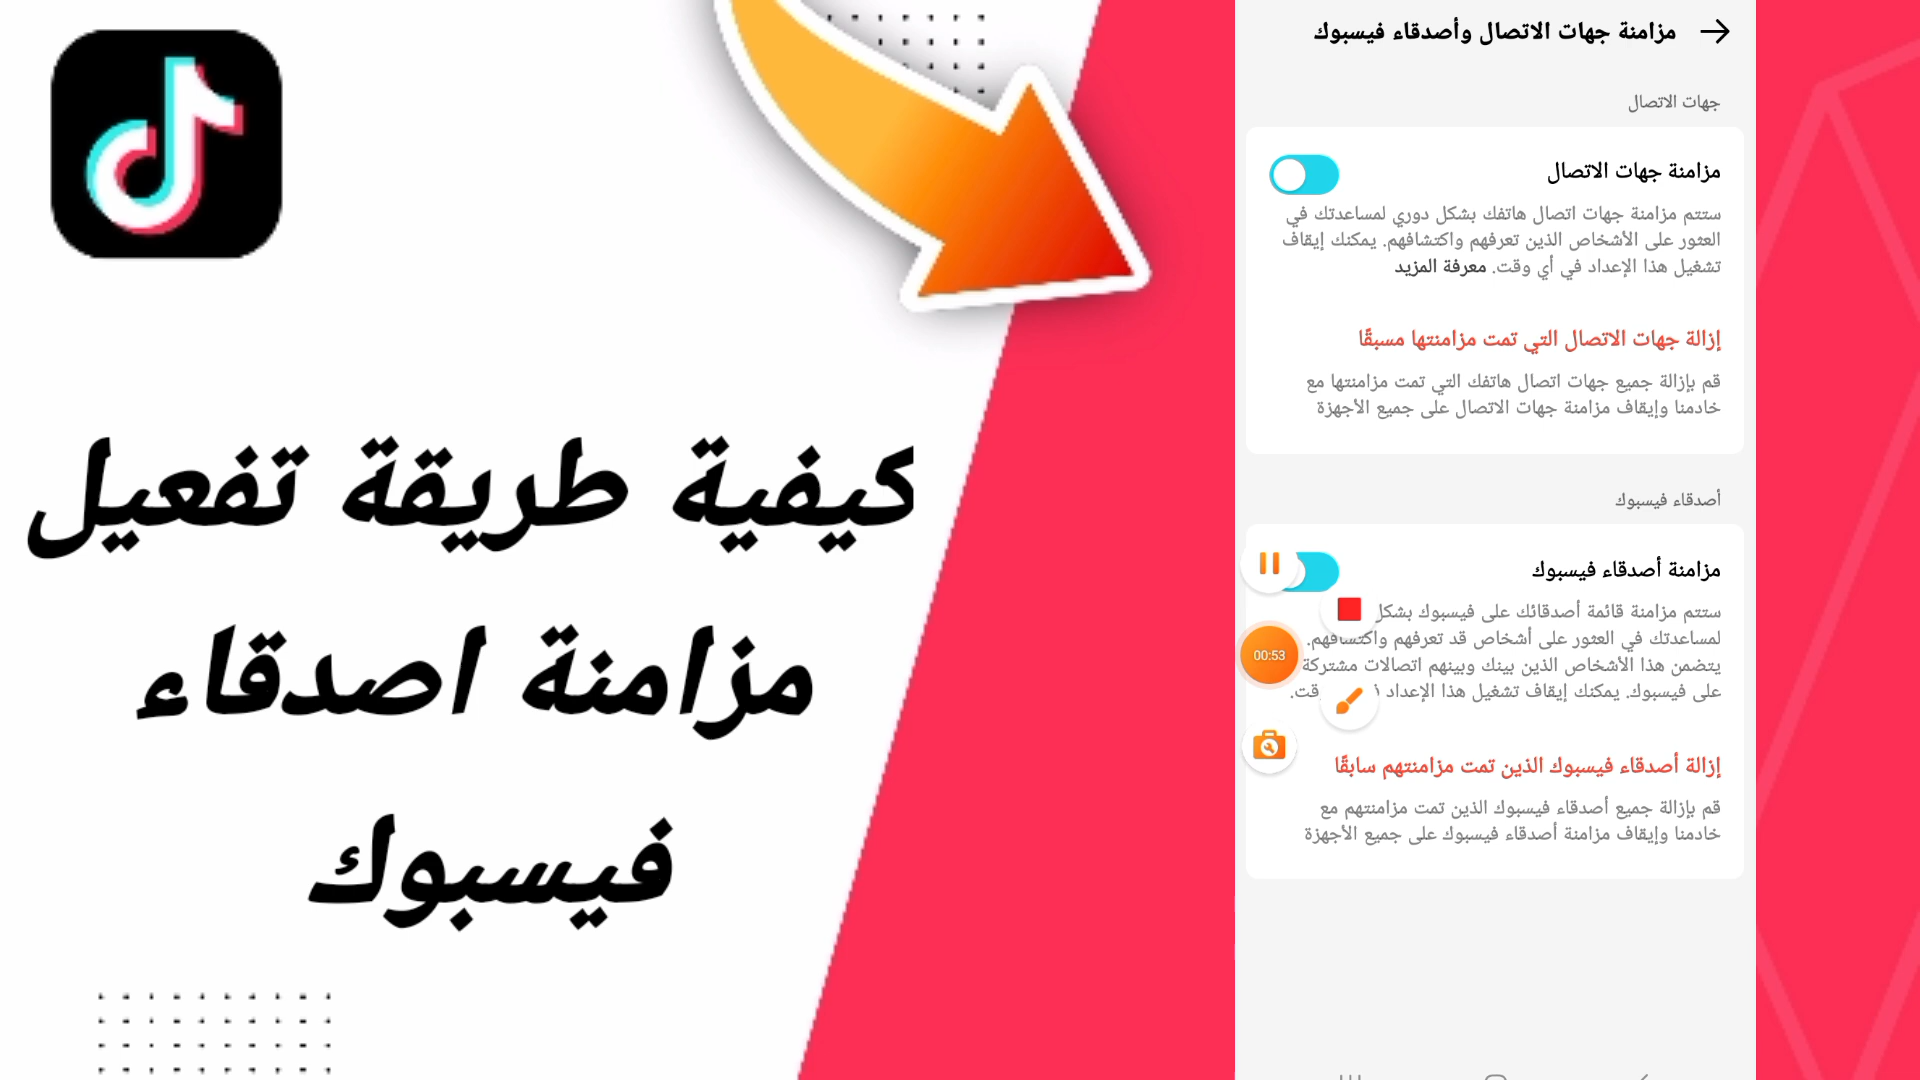 كيفية طريقة تفعيل
مزامنة اصدقاء
فيسبوك
مزامنة جهات الاتصال وأصدقاء فيسبوك
جهات الاتصال
مزامنة جهات الاتصال
ستتم مزامنة جهات اتصال هاتفك بشكل دوري لمساعدتك في
العثور على الأشخاص الذين تعرفهم واكتشافهم. يمكنك إيقاف
تشغيل هذا الإعداد في أي وقت. معرفة المزيد
إزالة جهات الاتصال التي تمت مزامنتها مسبقًا
قم بإزالة جميع جهات اتصال هاتفك التي تمت مزامنتها مع
خادمنا وإيقاف مزامنة جهات الاتصال على جميع الأجهزة
أصدقاء فيسبوك
مزامنة أصدقاء فيسبوك
ستتم مزامنة قائمة أصدقائك على فيسبوك بشكل
لمساعدتك في العثور على أشخاص قد تعرفهم واكتشافهم.
يتضمن هذا الأشخاص الذين بينك وبينهم اتصالات مشتركة
00:53
على فيسبوك. يمكنك إيقاف تشغيل هذا الإعداد
إزالة أصدقاء فيسبوك الذين تمت مزامنتهم سابقًا
قم بإزالة جميع أصدقاء فيسبوك الذين تمت مزامنتهم مع
خادمنا وإيقاف مزامنة أصدقاء فيسبوك على جميع الأجهزة